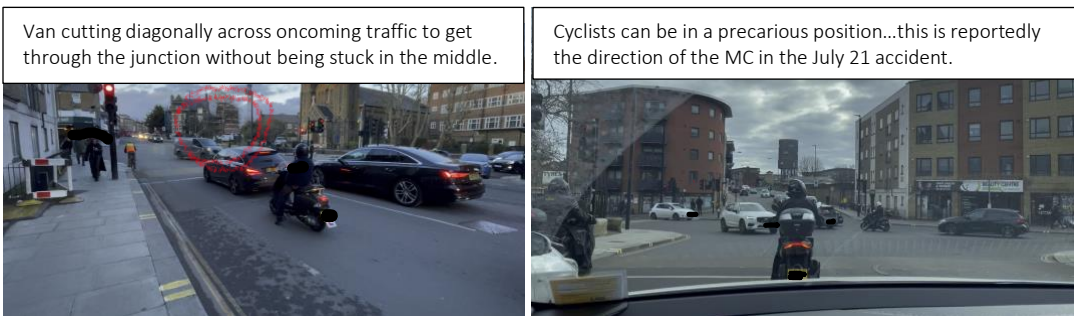 Van cutting diagonally across oncoming traffic to get
through the junction without being stuck in the middle.
Cyclists can be in a precarious position...this is reportedly
the direction of the MC in the July 21 accident.